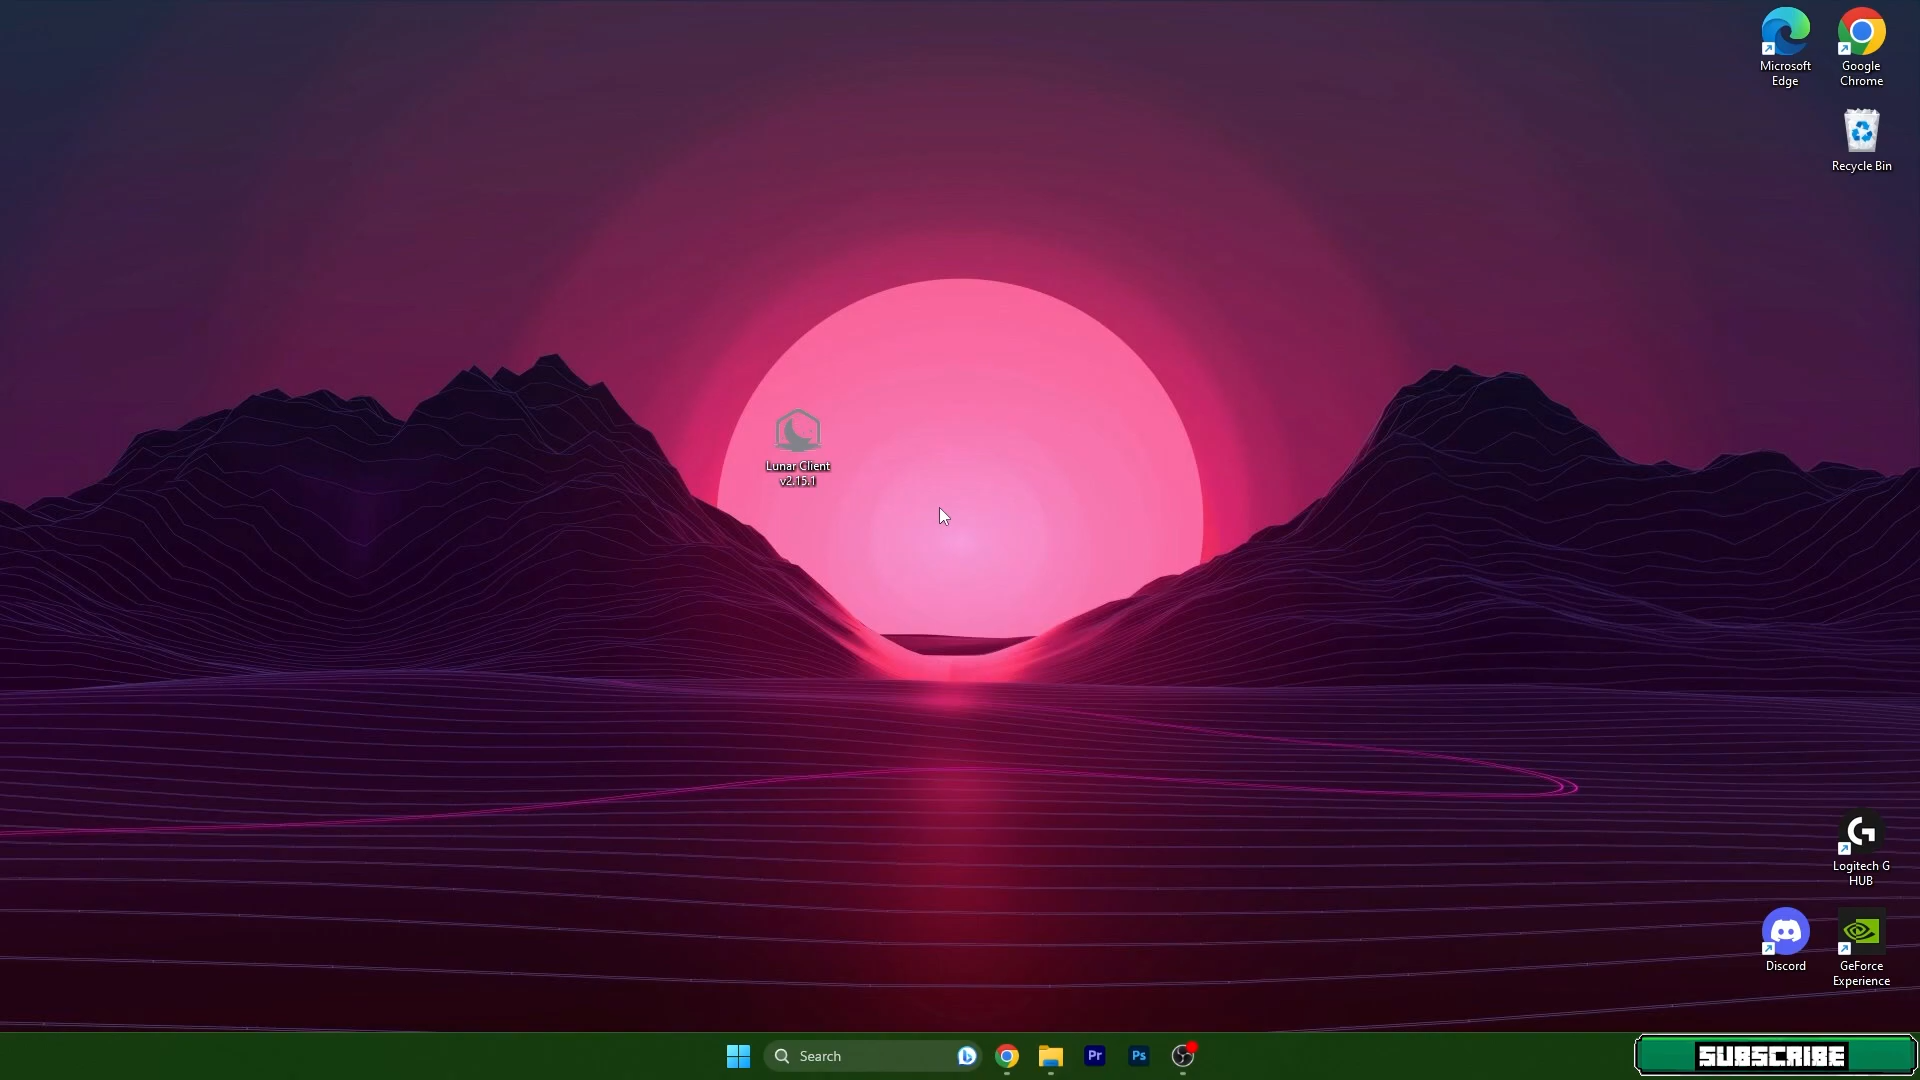 Microsoft
Edge
Google
Chrome
Recycle Bin
Lunar Client
v2.15.1
Logitech G
HUB
Discord
GeForce
Experience
Search
Pr
Ps
SUBSCRIBE